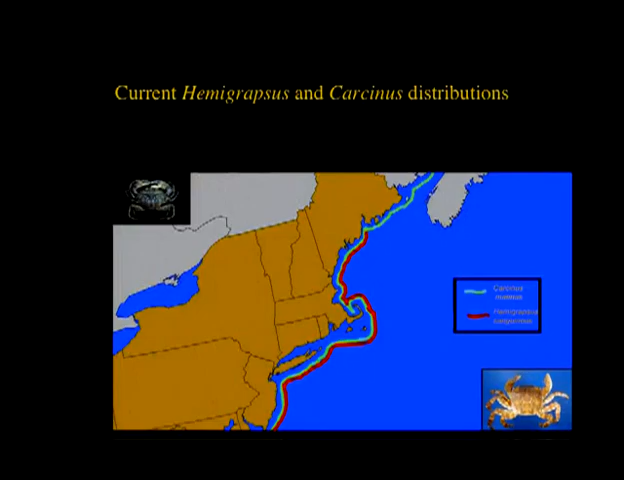 Current Hemigrapsus and Carcinus distributions
Carcinus
maenas
Hemigrapsus
sanguineus